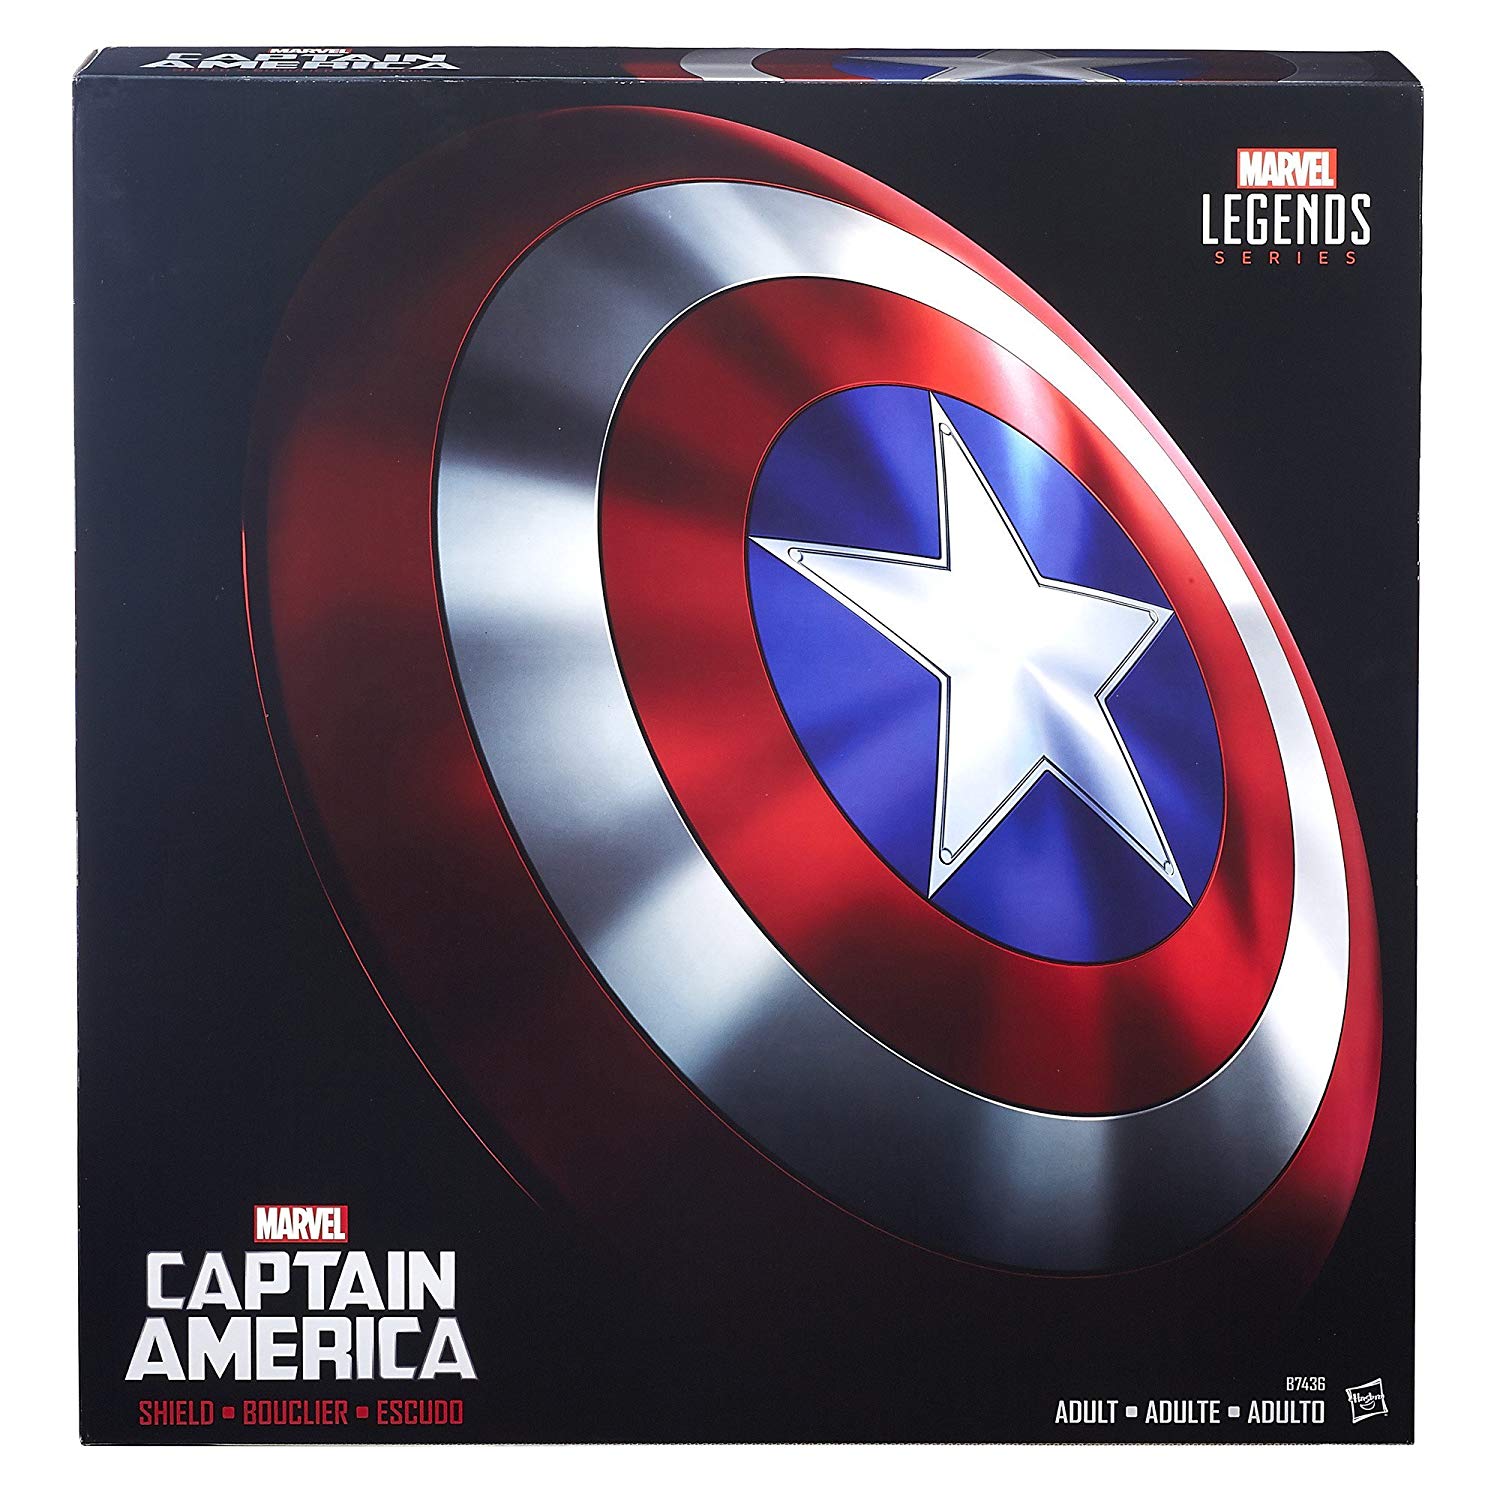 MARVEL
CAPTAIN
AMERICA
MARVEL
LEGENDS
SERIES
MARVEL
CAPTAIN
AMERICA
SHIELD ▪ BOUCLIER ▪ ESCUDO
B7436
ADULT ▪ ADULTE ▪ ADULTO
Hasbro